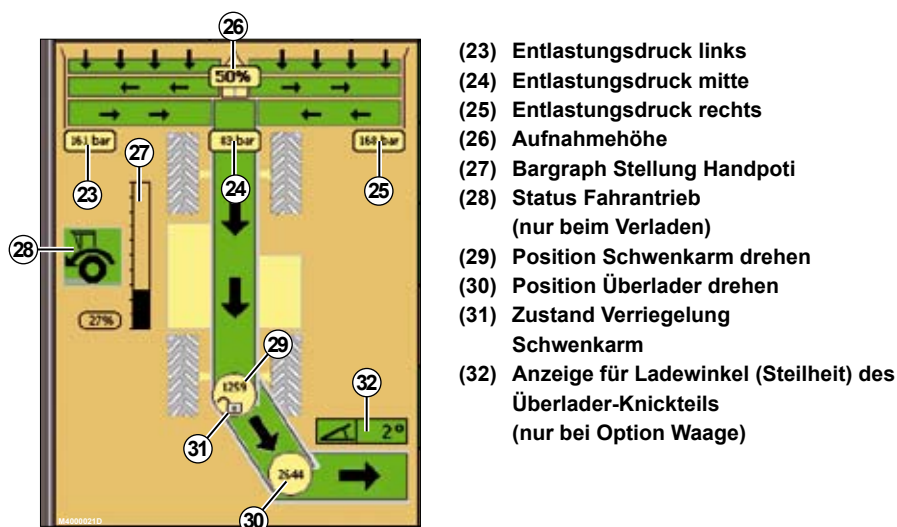 26
50%
161 bar
83 bar
168 bar
27
23
24
25
28
27%
29
1259
32
31
2°
2644
30
M4000021D
(23) Entlastungsdruck links
(24) Entlastungsdruck mitte
(25) Entlastungsdruck rechts
(26) Aufnahmehöhe
(27) Bargraph Stellung Handpoti
(28) Status Fahrantrieb
(nur beim Verladen)
(29) Position Schwenkarm drehen
(30) Position Überlader drehen
(31) Zustand Verriegelung
Schwenkarm
(32) Anzeige für Ladewinkel (Steilheit) des
Überlader-Knickteils
(nur bei Option Waage)